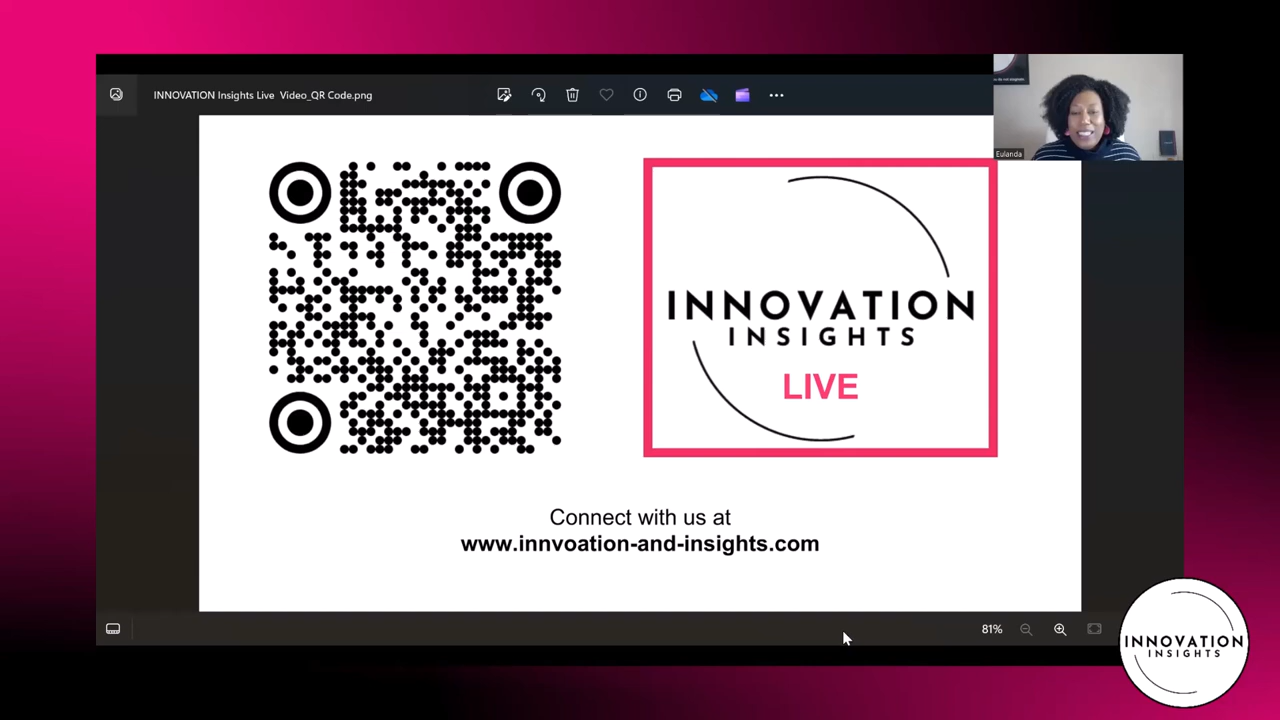 INNOVATION Insights Live Video_QR Code.png
Eulanda
INNOVATION
INSIGHTS
LIVE
Connect with us at
www.innvoation-and-insights.com
81%
INNOVATION
INSIGHTS